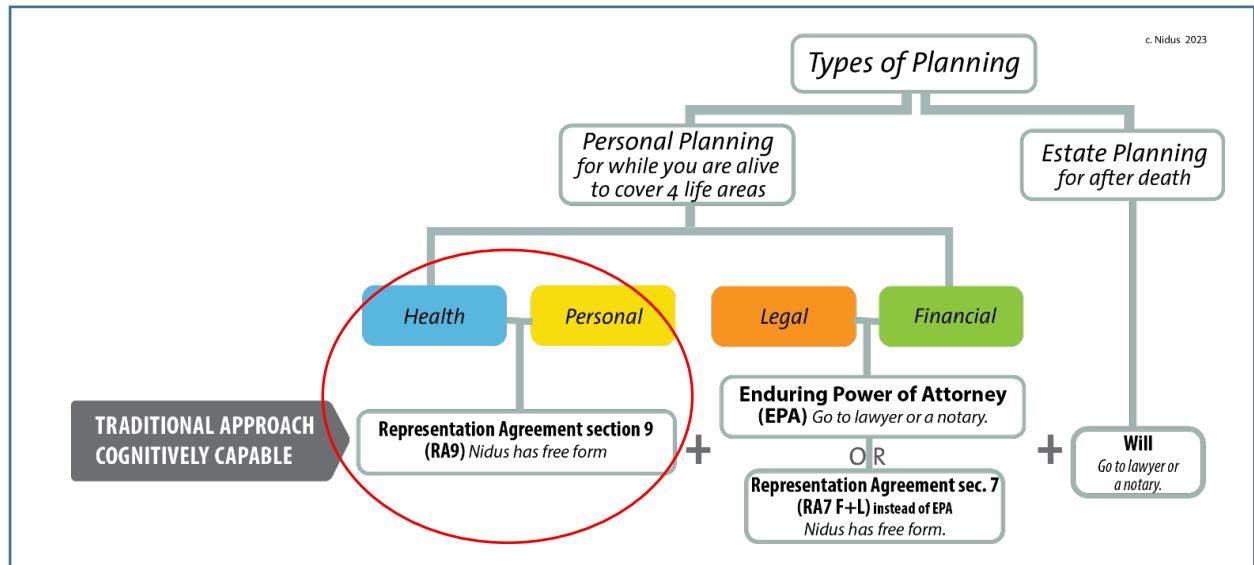 c. Nidus 2023
Types of Planning
Personal Planning
for while you are alive
to cover 4 life areas
Estate Planning
for after death
Health
Personal
Legal
Financial
TRADITIONAL APPROACH
COGNITIVELY CAPABLE
Representation Agreement section 9
(RA9) Nidus has free form
+
Enduring Power of Attorney
(EPA) Go to lawyer or a notary.
OR
Representation Agreement sec. 7
(RA7 F+L) instead of EPA
Nidus has free form.
+
Will
Go to lawyer or
a notary.